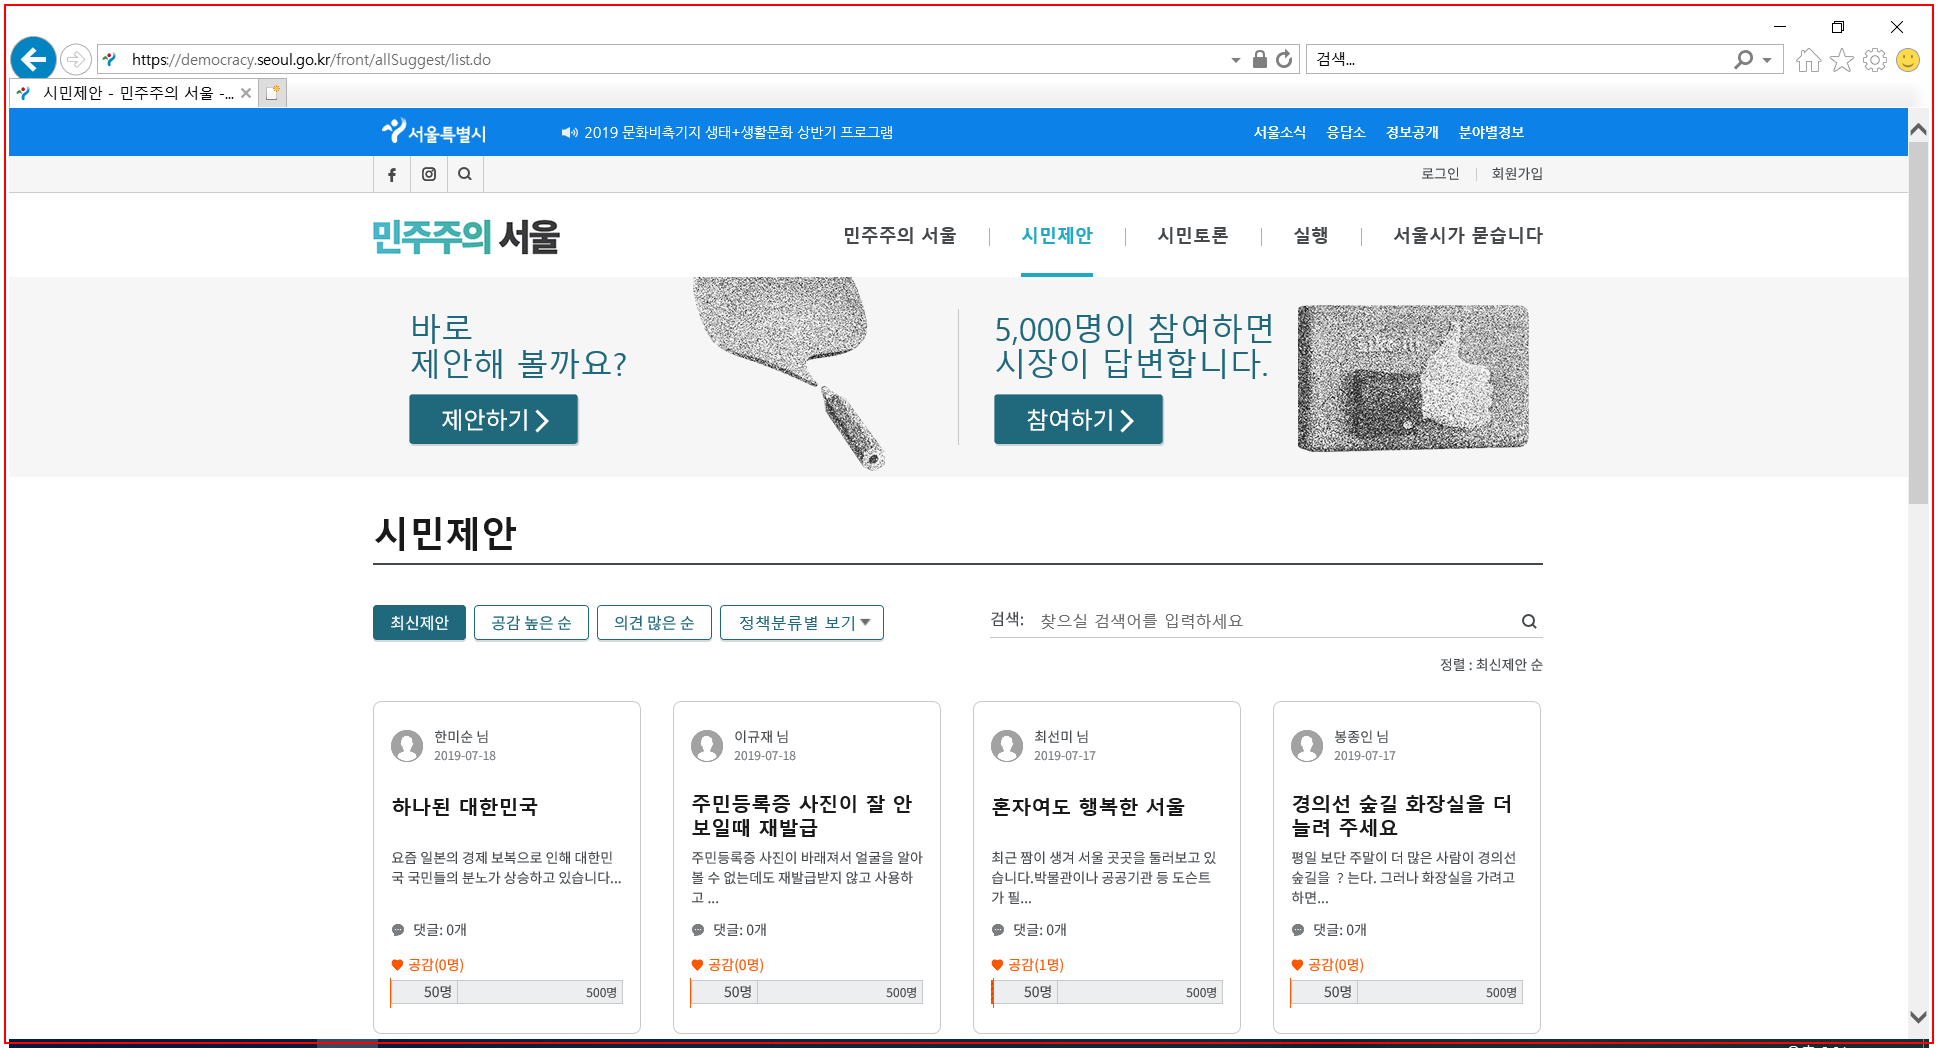 https://democracy.seoul.go.kr/front/allSuggest/list.do
검색...
시민제안 - 민주주의 서울 -...
서울특별시
2019 문화비축기지 생태+생활문화 상반기 프로그램
서울소식 응답소 정보공개 분야별정보
로그인 회원가입
민주주의 서울
민주주의 서울 시민제안 시민토론 실행 서울시가 묻습니다
바로
제안해 볼까요?
제안하기
5,000명이 참여하면
시장이 답변합니다.
참여하기
시민제안
최신제안 공감 높은 순 의견 많은 순 정책분류별 보기
검색: 찾으실 검색어를 입력하세요
정렬 : 최신제안 순
한미순 님
2019-07-18
하나된 대한민국
요즘 일본의 경제 보복으로 인해 대한민
국 국민들의 분노가 상승하고 있습니다...
댓글: 0개
공감(0명)
50명 500명
이규재 님
2019-07-18
주민등록증 사진이 잘 안
보일때 재발급
주민등록증 사진이 바래져서 얼굴을 알아
볼 수 없는데도 재발급받지 않고 사용하
고 ...
댓글: 0개
공감(0명)
50명 500명
최선미 님
2019-07-17
혼자여도 행복한 서울
최근 짬이 생겨 서울 곳곳을 둘러보고 있
습니다.박물관이나 공공기관 등 도슨트
가 필...
댓글: 0개
공감(1명)
50명 500명
봉종인 님
2019-07-17
경의선 숲길 화장실을 더
늘려 주세요
평일 보단 주말이 더 많은 사람이 경의선
숲길을 ? 는다. 그러나 화장실을 가려고
하면...
댓글: 0개
공감(0명)
50명 500명